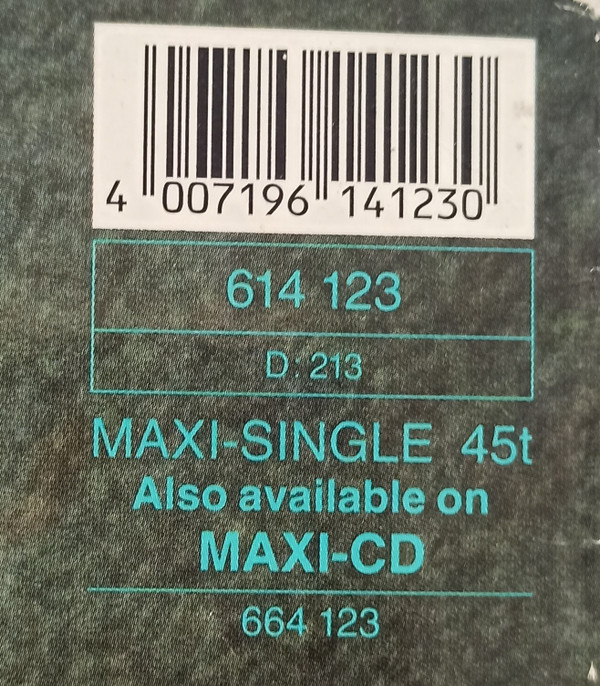 4 007196 141230
614 123
D: 213
MAXI-SINGLE 45t
Also available on
MAXI-CD
664 123